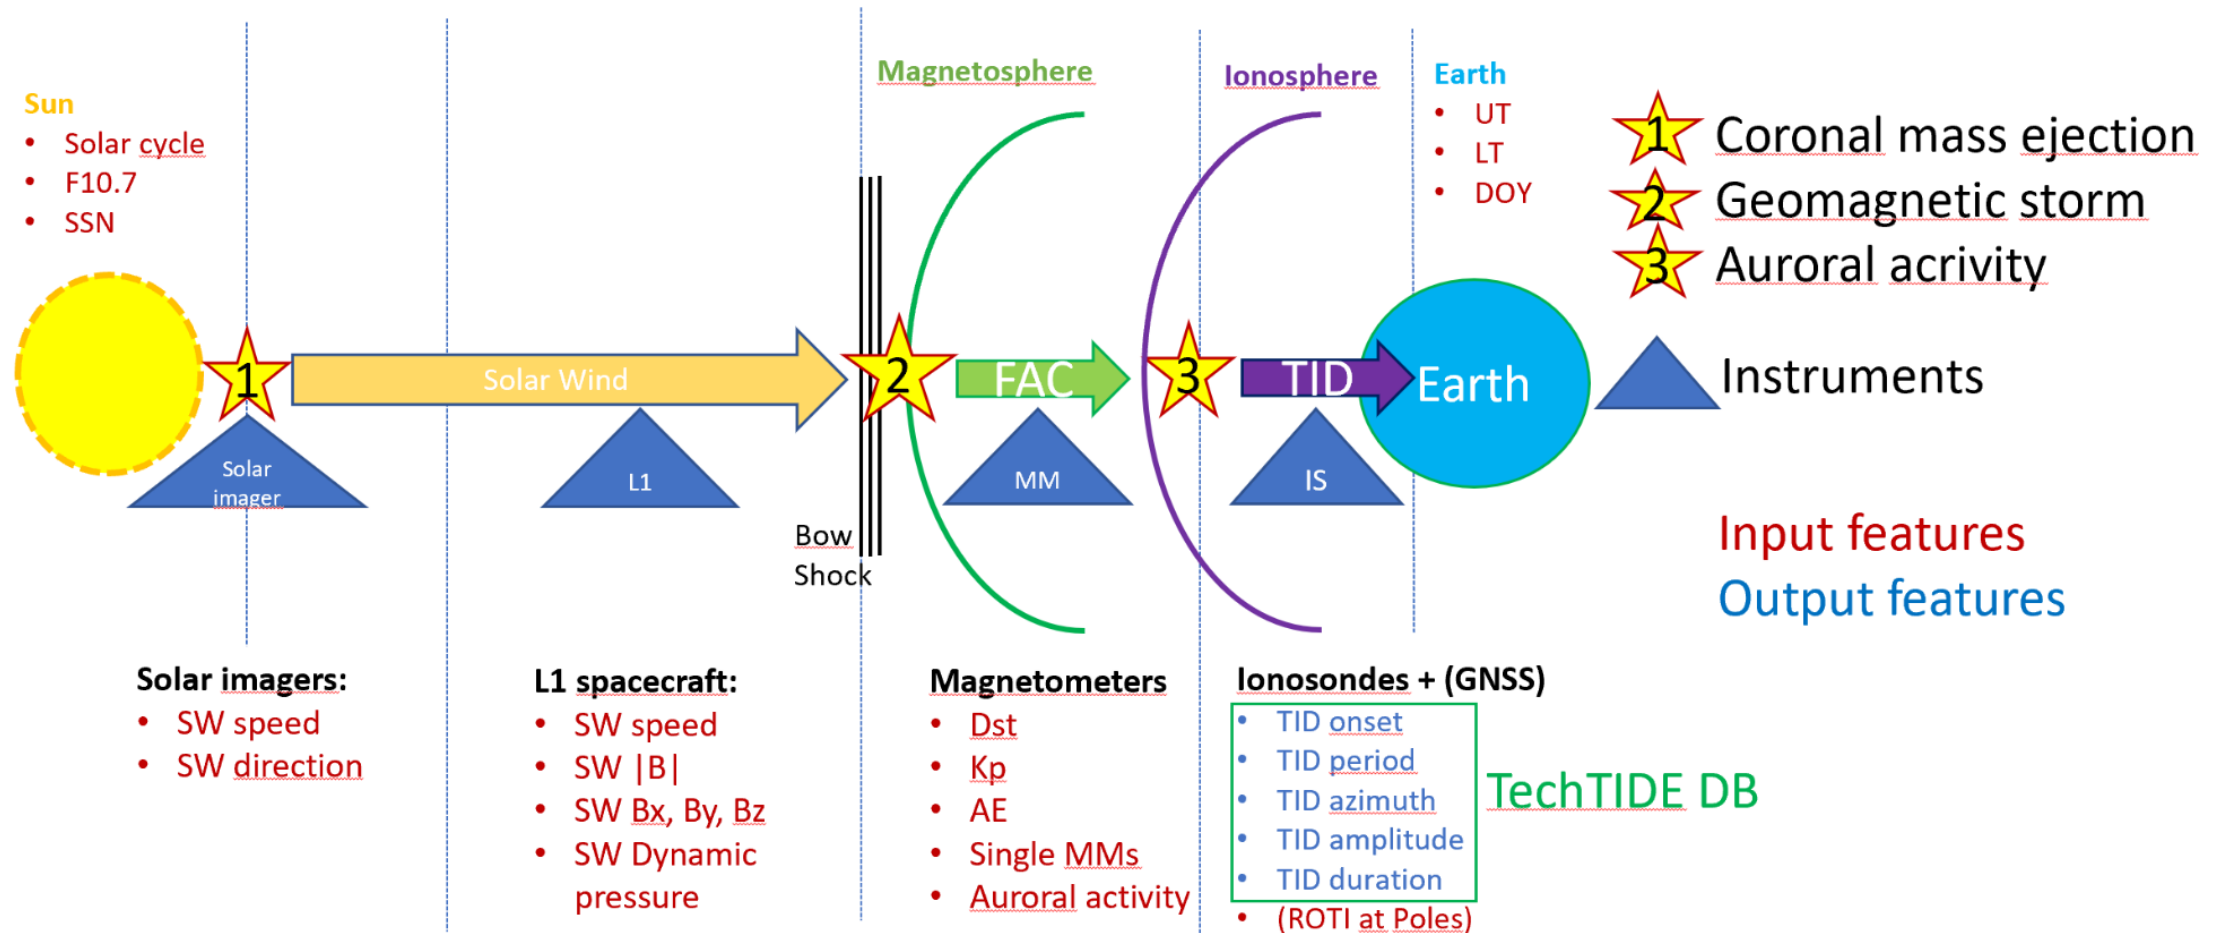 Sun
• Solar cycle
• F10.7
• SSN
Magnetosphere
Ionosphere
Earth
• UT
• LT
• DOY
1 Coronal mass ejection
2 Geomagnetic storm
3 Auroral acrivity
Instruments
1
Solar Wind
2
FAC
3
TID
Earth
Solar
imager
L1
MM
IS
Bow
Shock
Input features
Output features
Solar imagers:
• SW speed
• SW direction
L1 spacecraft:
• SW speed
• SW |B|
• SW Bx, By, Bz
• SW Dynamic
pressure
Magnetometers
• Dst
• Kp
• AE
• Single MMs
• Auroral activity
Ionosondes + (GNSS)
• TID onset
• TID period
• TID azimuth
• TID amplitude
• TID duration
• (ROTI at Poles)
TechTIDE DB